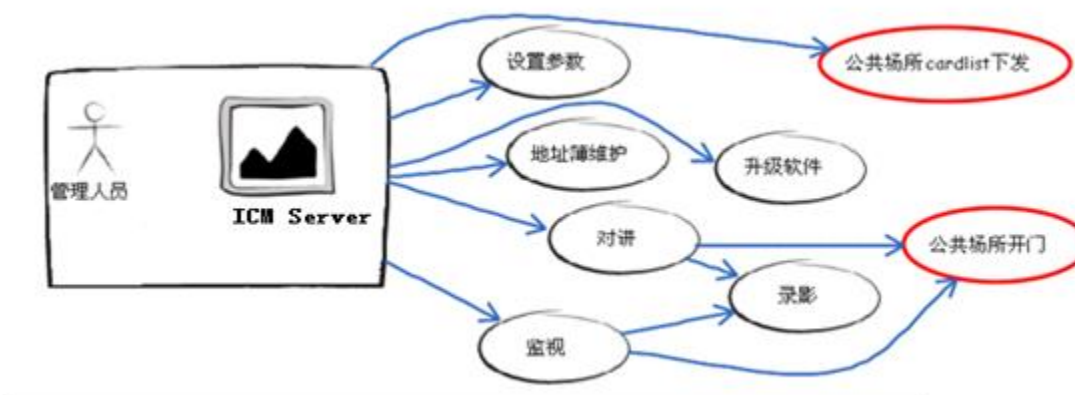 公共场所cardlist下发
设置参数
地址簿维护
升级软件
管理人员
ICM Server
对讲
公共场所开门
录影
监视